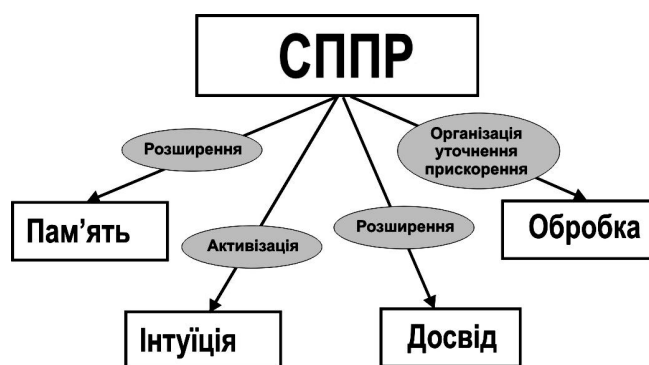 СППР
Розширення
Організація
уточнення
прискорення
Пам’ять
Активізація
Розширення
Обробка
Інтуїція
Досвід